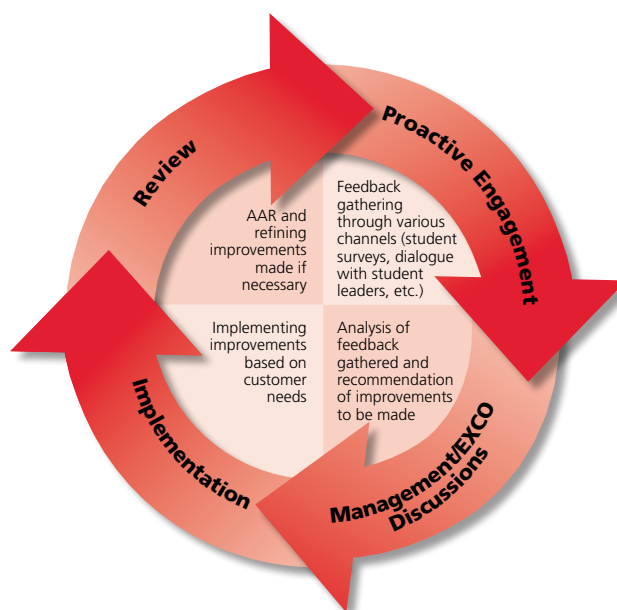 Review
Proactive Engagement
AAR and
refining
improvements
made if
necessary
Feedback
gathering
through various
channels (student
surveys, dialogue
with student
leaders, etc.)
Implementing
improvements
based on
customer
needs
Analysis of
feedback
gathered and
recommendation
of improvements
to be made
Implementation
Management/EXCO
Discussions